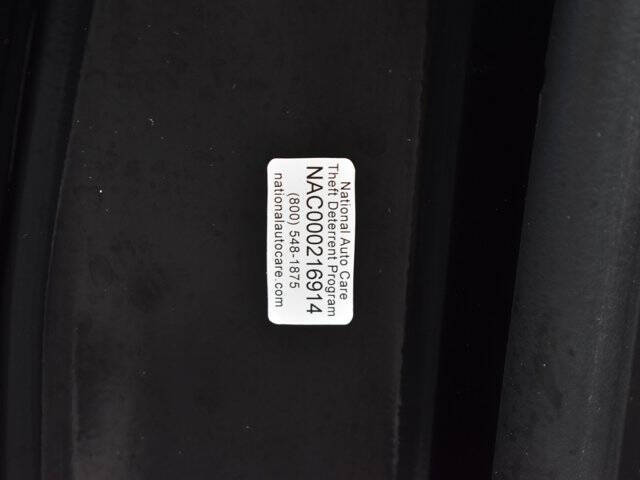 National Auto Care
Theft Deterrent Program
NAC000216914
(800) 548-1875
nationalautocare.com